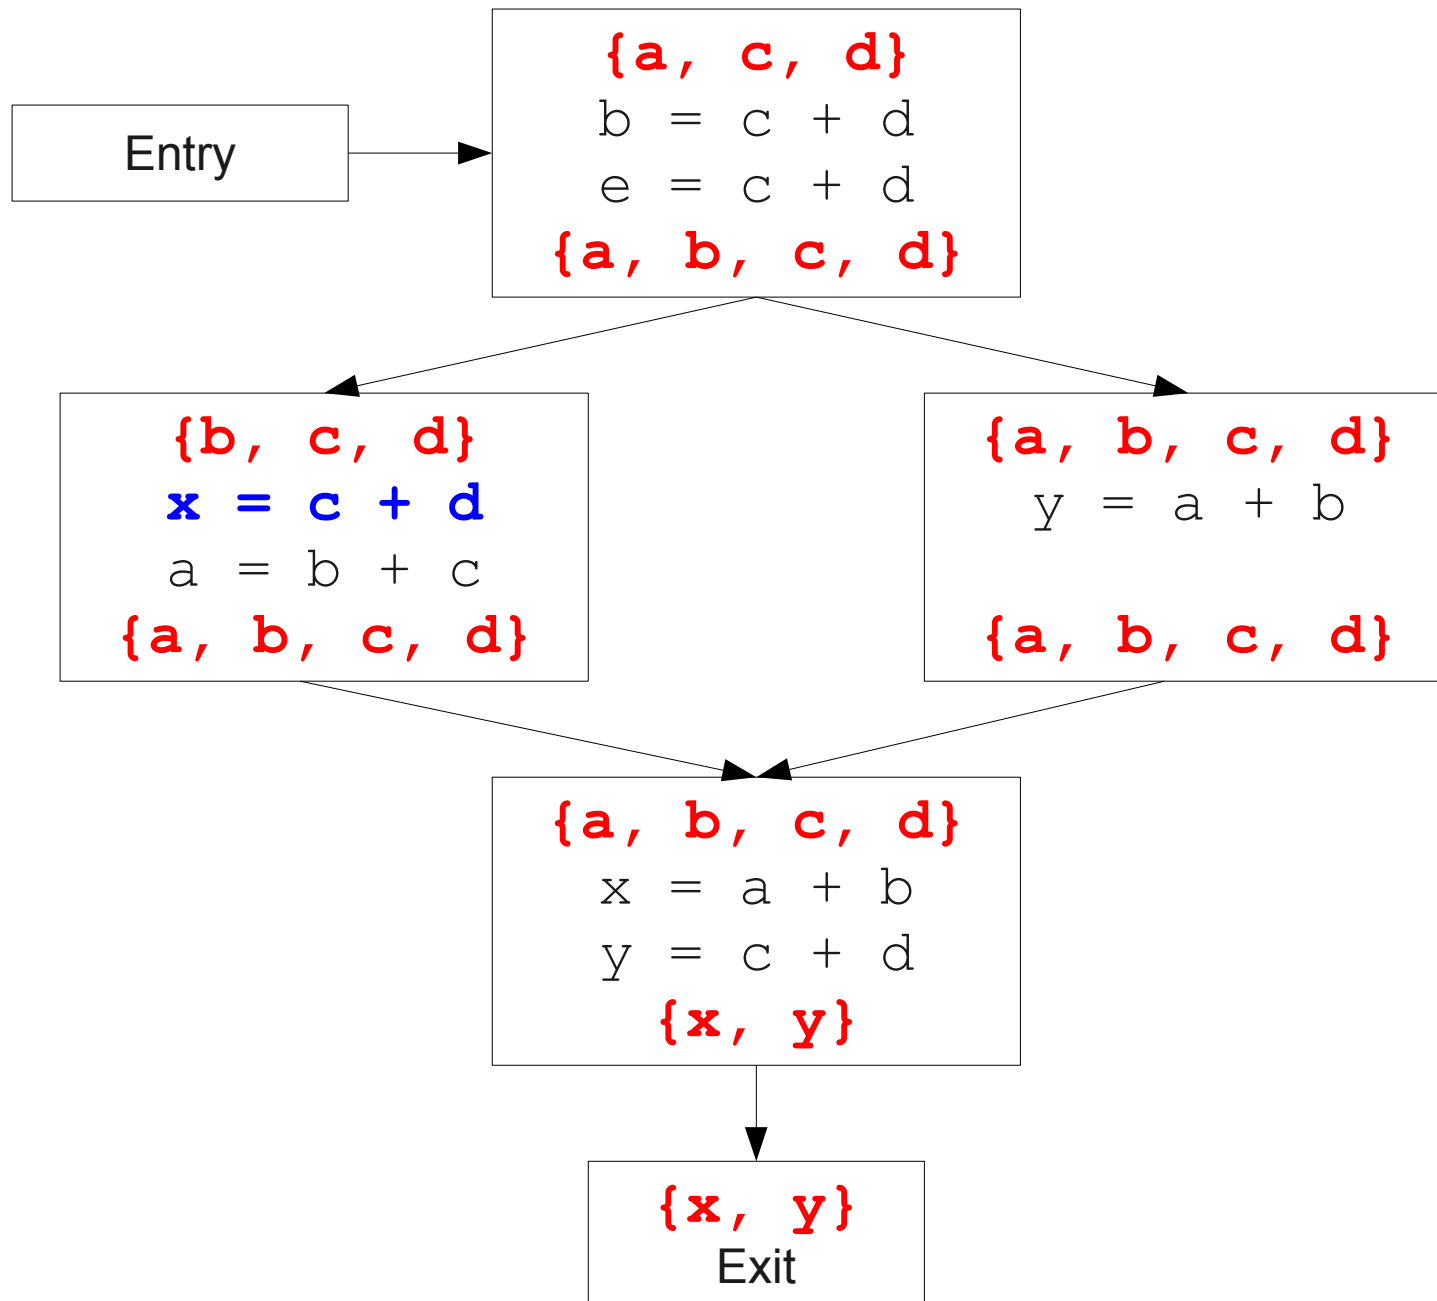 Entry
{a, c, d}
b = c + d
e = c + d
{a, b, c, d}
{b, c, d}
x = c + d
a = b + c
{a, b, c, d}
{a, b, c, d}
y = a + b
{a, b, c, d}
{a, b, c, d}
x = a + b
y = c + d
{x, y}
{x, y}
Exit